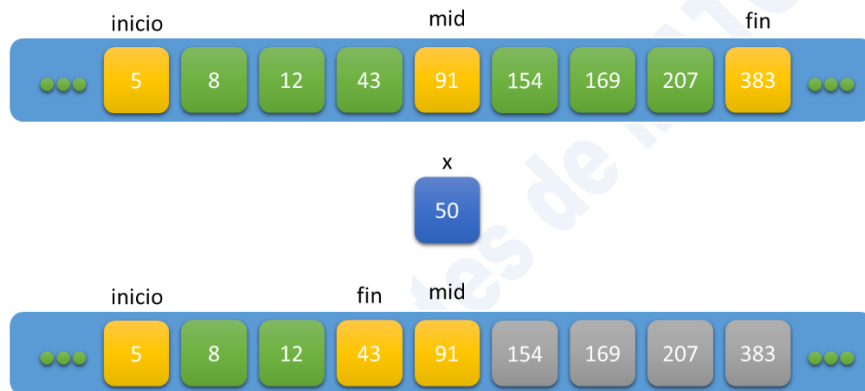 inicio mid fin
5 8 12 43 91 154 169 207 383
x
50
inicio fin mid
5 8 12 43 91 154 169 207 383